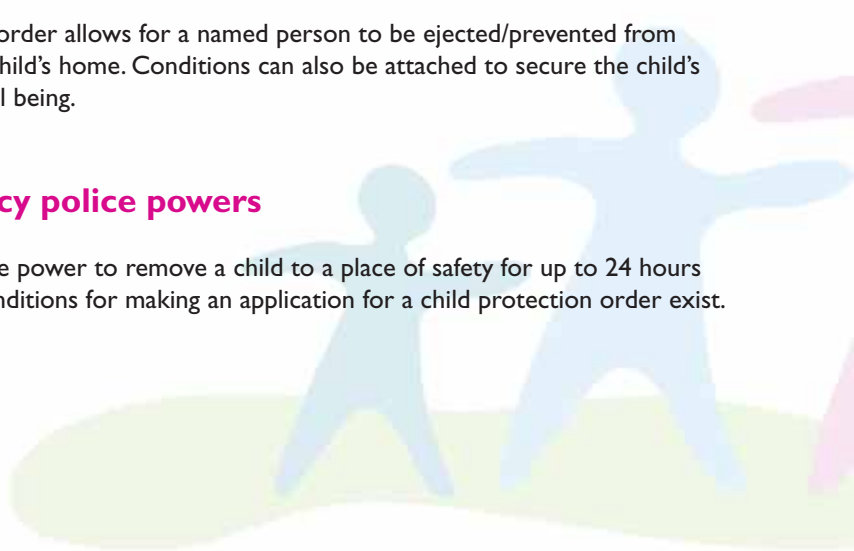 order allows for a named person to be ejected/prevented from
hild’s home. Conditions can also be attached to secure the child’s
l being.
cy police powers
e power to remove a child to a place of safety for up to 24 hours
nditions for making an application for a child protection order exist.